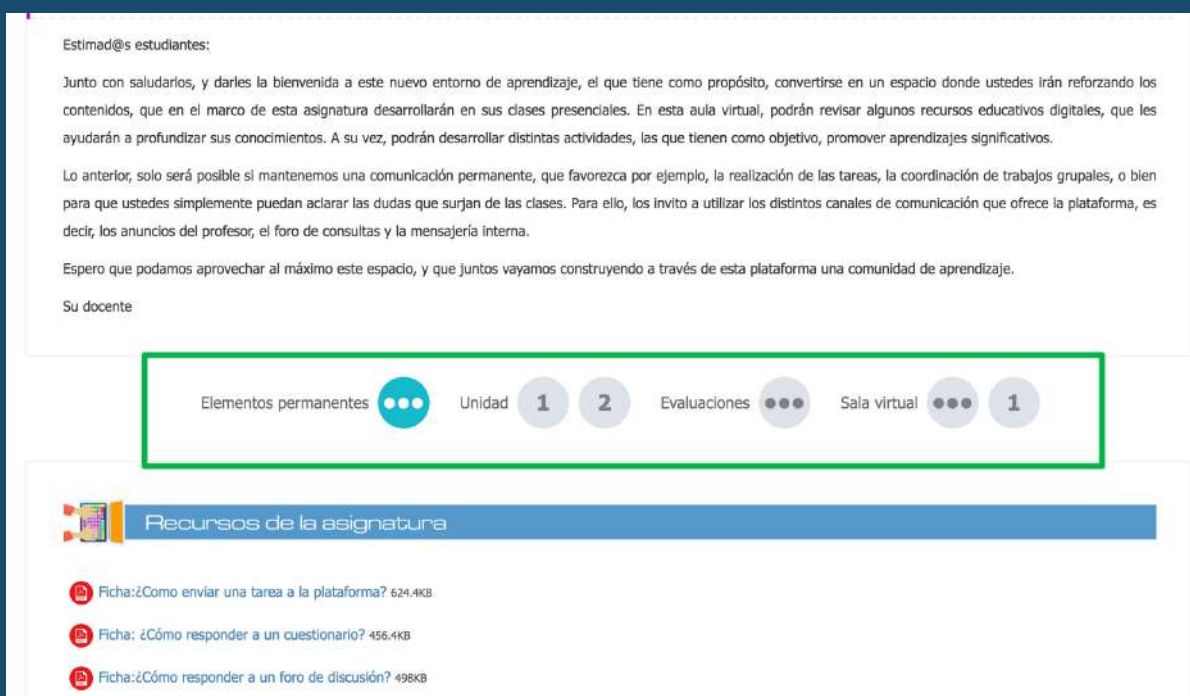 Estimad@s estudiantes:
Junto con saludarlos, y darles la bienvenida a este nuevo entorno de aprendizaje, el que tiene como propósito, convertirse en un espacio donde ustedes irán reforzando los
contenidos, que en el marco de esta asignatura desarrollarán en sus clases presenciales. En esta aula virtual, podrán revisar algunos recursos educativos digitales, que les
ayudarán a profundizar sus conocimientos. A su vez, podrán desarrollar distintas actividades, las que tienen como objetivo, promover aprendizajes significativos.
Lo anterior, solo será posible si mantenemos una comunicación permanente, que favorezca por ejemplo, la realización de las tareas, la coordinación de trabajos grupales, o bien
para que ustedes simplemente puedan aclarar las dudas que surjan de las clases. Para ello, los invito a utilizar los distintos canales de comunicación que ofrece la plataforma, es
decir, los anuncios del profesor, el foro de consultas y la mensajería interna.
Espero que podamos aprovechar al máximo este espacio, y que juntos vayamos construyendo a través de esta plataforma una comunidad de aprendizaje.
Su docente
Elementos permanentes ••• Unidad 1 2 Evaluaciones ••• Sala virtual ••• 1
Recursos de la asignatura
Ficha:¿Como enviar una tarea a la plataforma? 624.4KB
Ficha: ¿Cómo responder a un cuestionario? 456.4KB
Ficha:¿Cómo responder a un foro de discusión? 498KB